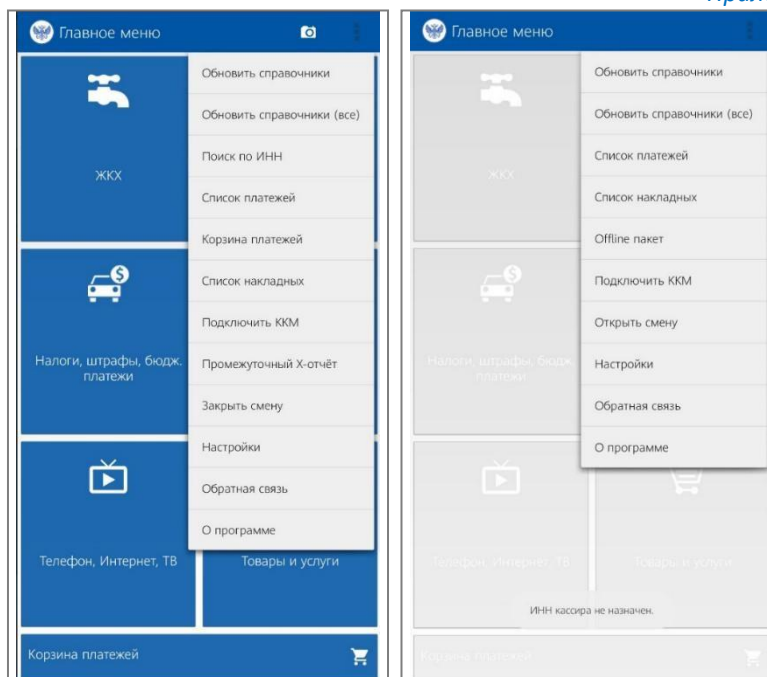 Прил
Главное меню
Обновить справочники
Обновить справочники (все)
Поиск по ИНН
ЖКХ
Список платежей
Корзина платежей
Список накладных
Подключить ККМ
Налоги, штрафы, бюдж.
платежи
Промежуточный X-отчёт
Закрыть смену
Настройки
Обратная связь
О программе
Телефон, Интернет, ТВ
Товары и услуги
Корзина платежей
Главное меню
Обновить справочники
Обновить справочники (все)
Список платежей
ЖКХ
Список накладных
Offline пакет
Подключить ККМ
Открыть смену
Налоги, штрафы, бюдж.
платежи
Настройки
Обратная связь
О программе
Телефон, Интернет, ТВ
Товары и услуги
ИНН кассира не назначен.
Корзина платежей